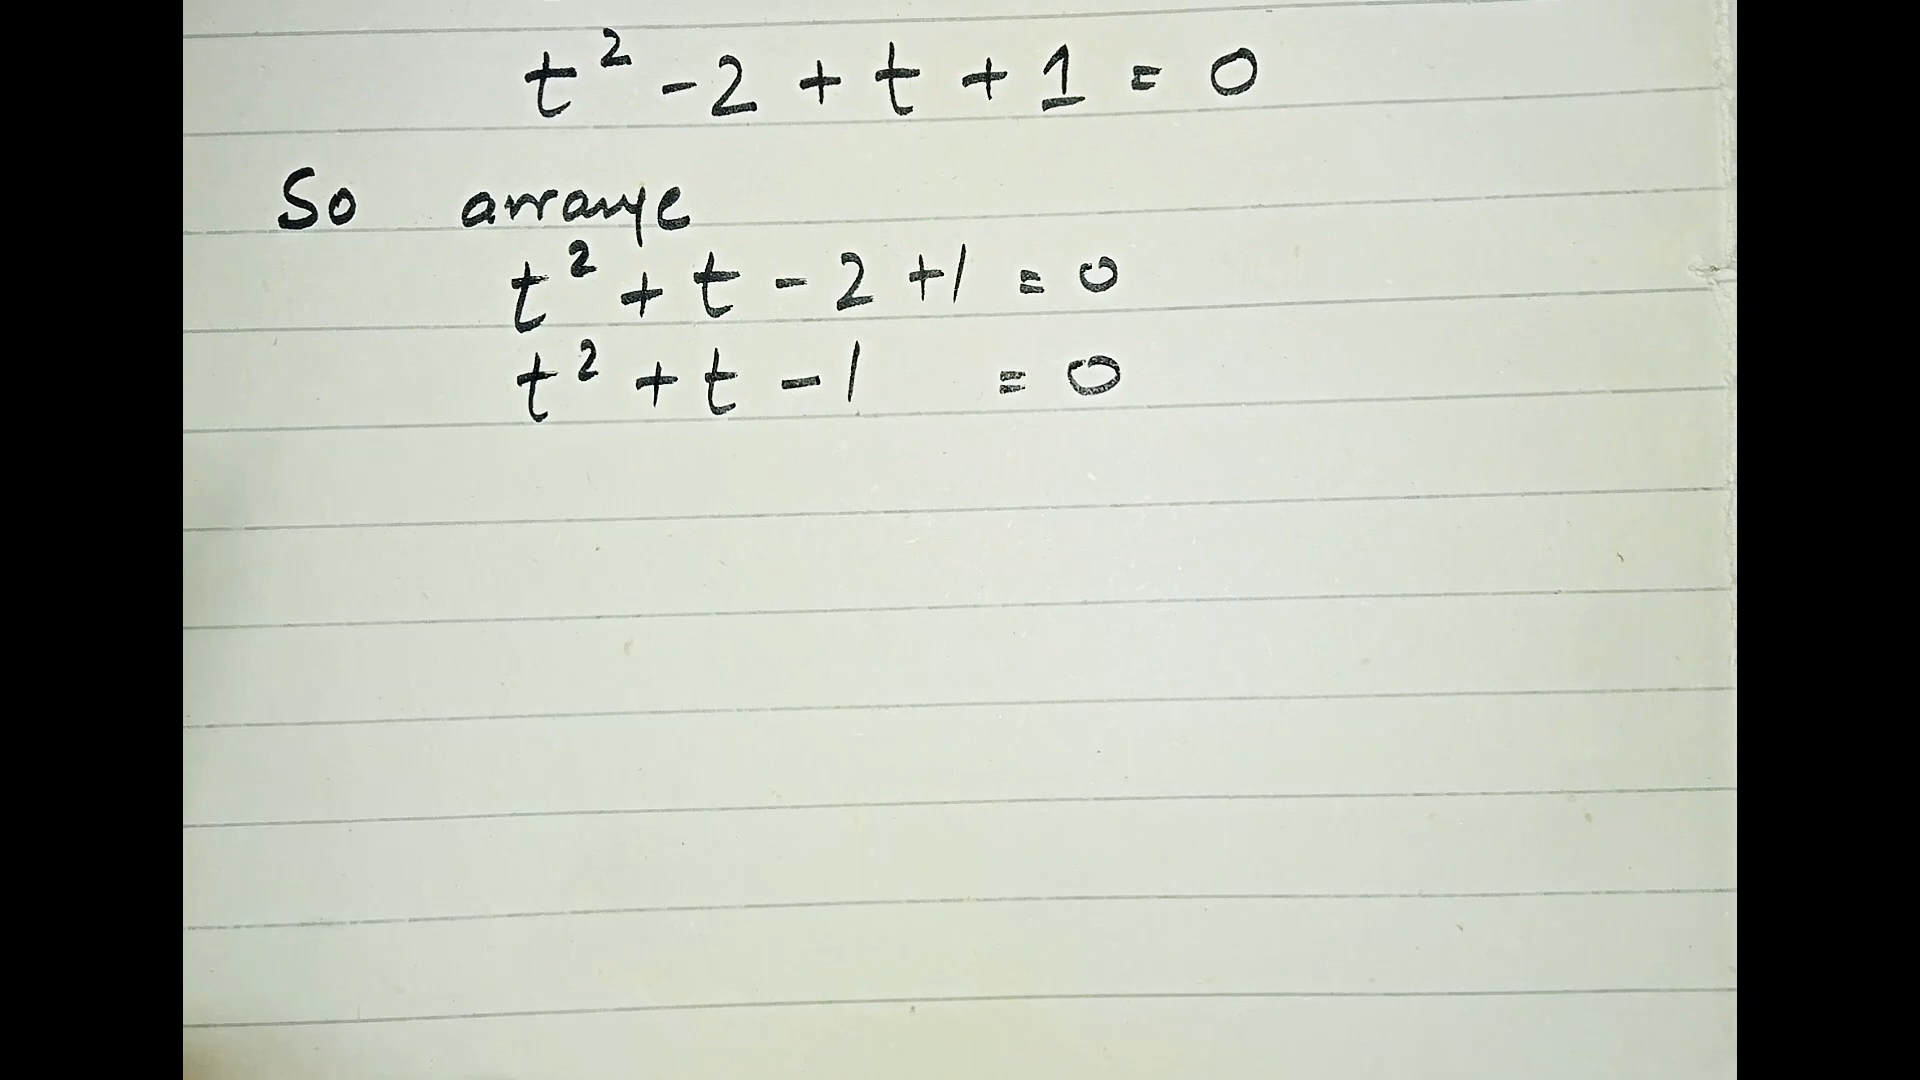 t² - 2 + t + 1 = 0
So arrange
t² + t - 2 + 1 = 0
t² + t - 1 = 0